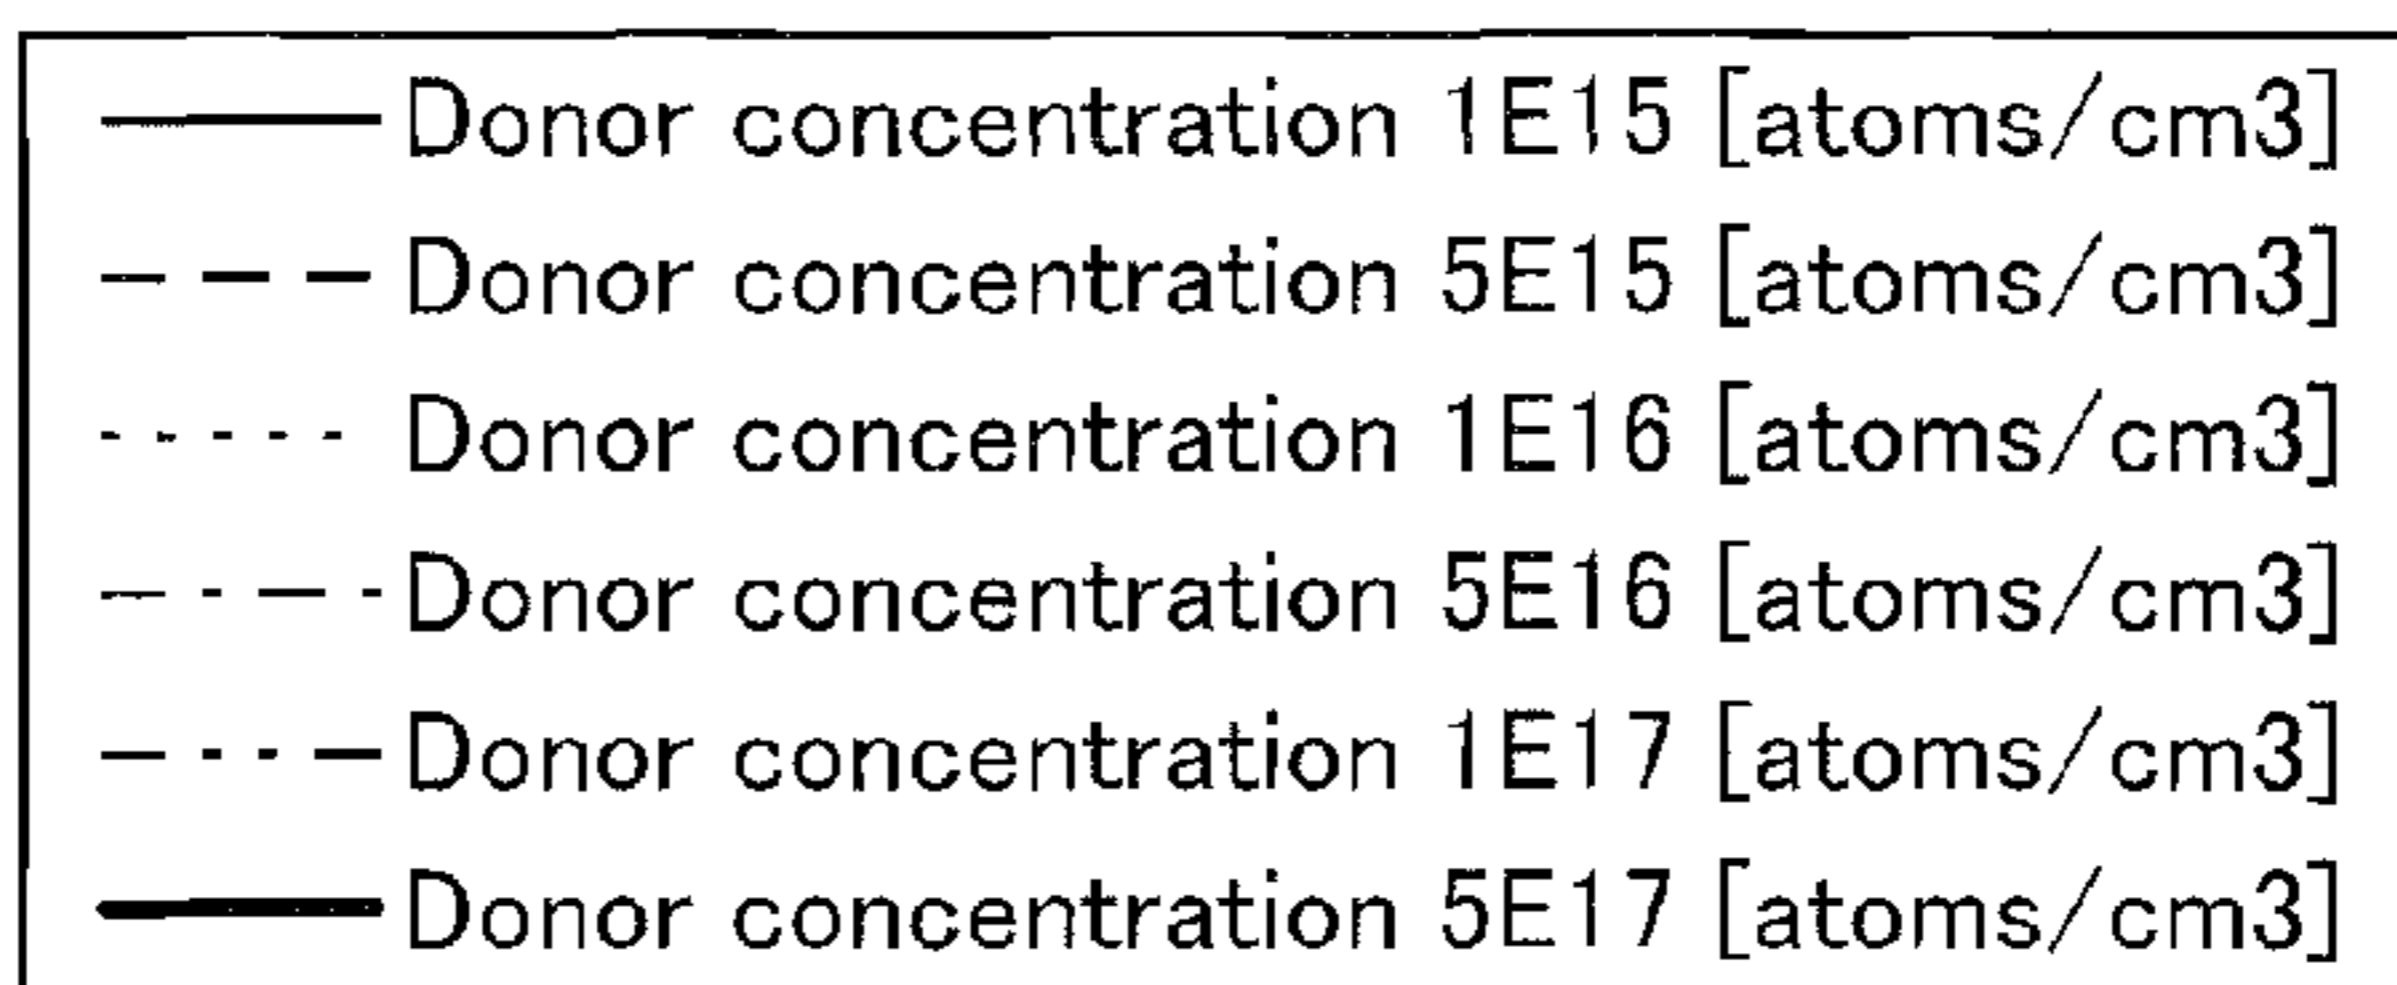 Donor concentration 1E15 [atoms/cm3]
Donor concentration 5E15 [atoms/cm3]
Donor concentration 1E16 [atoms/cm3]
Donor concentration 5E16 [atoms/cm3]
Donor concentration 1E17 [atoms/cm3]
Donor concentration 5E17 [atoms/cm3]